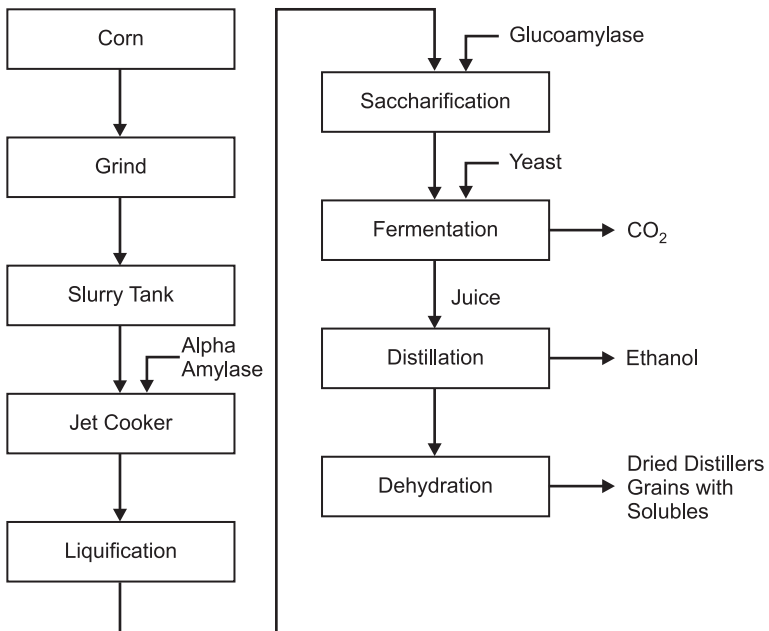 Corn
Grind
Slurry Tank
Alpha
Amylase
Jet Cooker
Liquification
Glucoamylase
Saccharification
Yeast
Fermentation
CO₂
Juice
Distillation
Ethanol
Dehydration
Dried Distillers
Grains with
Solubles